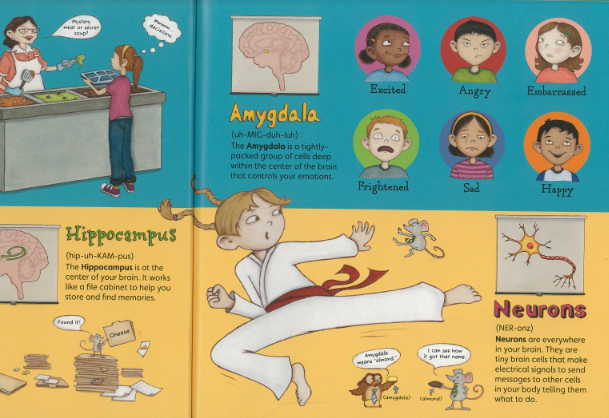 Mystery
meat or secret
soup?
Mmmmm,
decisions.
Amygdala
(uh-MIG-duh-luh)
The Amygdala is a tightly-
packed group of cells deep
within the center of the brain
that controls your emotions.
Excited
Angry
Embarrassed
Frightened
Sad
Happy
Hippocampus
(hip-uh-KAM-pus)
The Hippocampus is at the
center of your brain. It works
like a file cabinet to help you
store and find memories.
Found it!
Cheese
Neurons
(NER-onz)
Neurons are everywhere
in your brain. They are
tiny brain cells that make
electrical signals to send
messages to other cells
in your body telling them
what to do.
Amygdala
means "almond."
(amygdala)
I can see how
it got that name.
(almond)